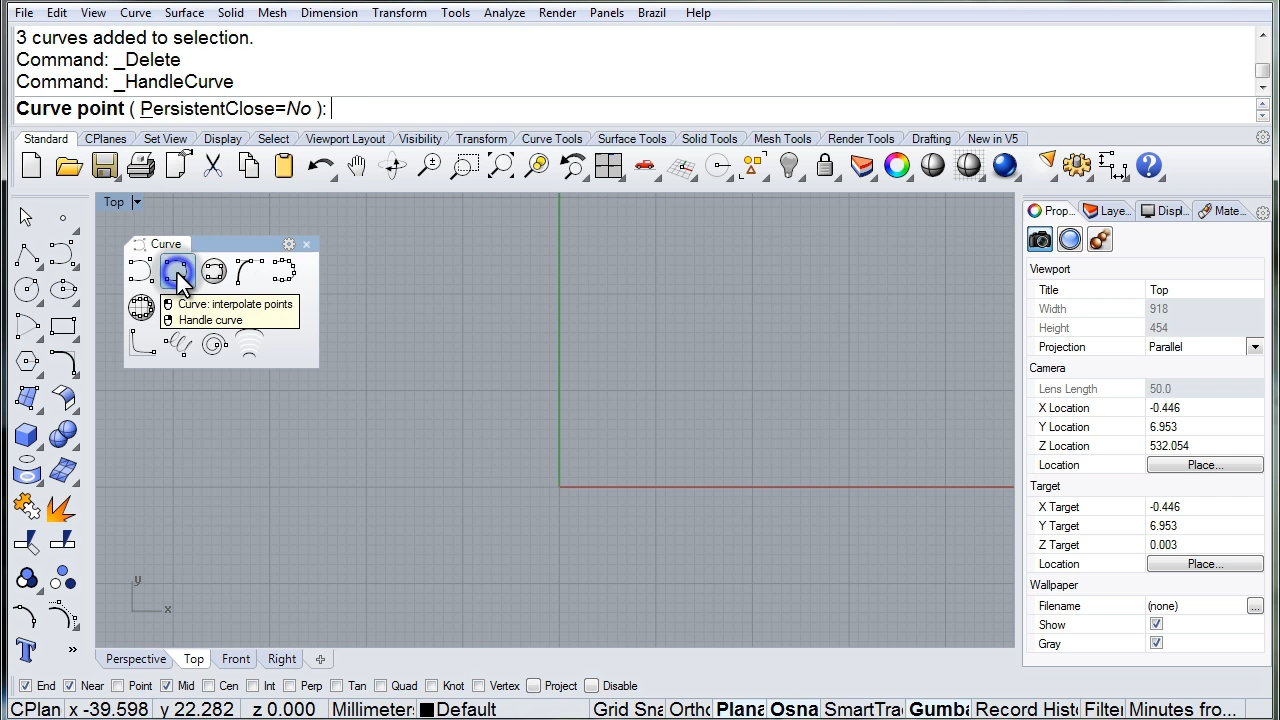 File Edit View Curve Surface Solid Mesh Dimension Transform Tools Analyze Render Panels Brazil Help
3 curves added to selection.
Command: _Delete
Command: _HandleCurve
Curve point ( PersistentClose=No ):
Standard CPlanes Set View Display Select Viewport Layout Visibility Transform Curve Tools Surface Tools Solid Tools Mesh Tools Render Tools Drafting New in V5
Top
Curve
Curve: interpolate points
Handle curve
y
x
Prop... Laye... Displ... Mate...
Viewport
Title Top
Width 918
Height 454
Projection Parallel
Camera
Lens Length 50.0
X Location -0.446
Y Location 6.953
Z Location 532.054
Location Place...
Target
X Target -0.446
Y Target 6.953
Z Target 0.003
Location Place...
Wallpaper
Filename (none) ...
Show
Gray
Perspective Top Front Right
End Near Point Mid Cen Int Perp Tan Quad Knot Vertex Project Disable
CPlan x -39.598 y 22.282 z 0.000 Millimeter: Default Grid Sna Ortho Plana Osna SmartTra Gumba Record Histo Filter Minutes fro...